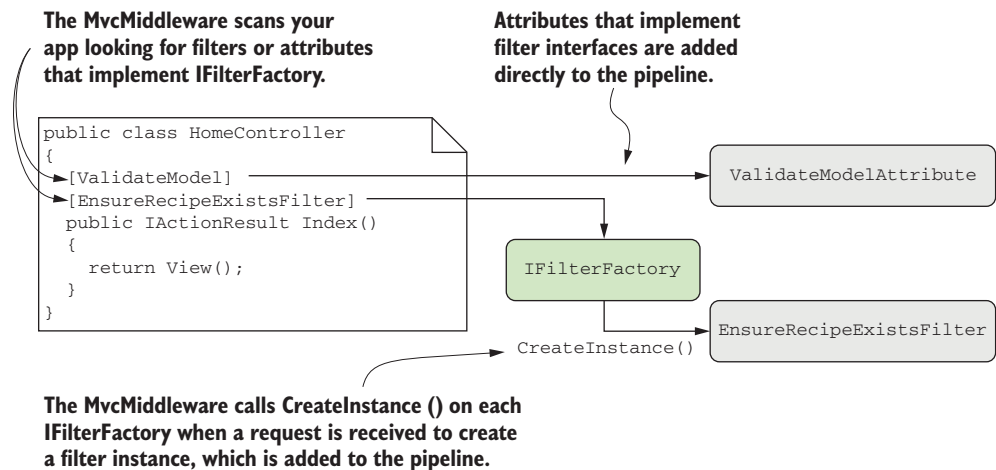 The MvcMiddleware scans your
app looking for filters or attributes
that implement IFilterFactory.
Attributes that implement
filter interfaces are added
directly to the pipeline.
public class HomeController
{
[ValidateModel]
[EnsureRecipeExistsFilter]
public IActionResult Index()
{
return View();
}
}
ValidateModelAttribute
IFilterFactory
EnsureRecipeExistsFilter
CreateInstance()
The MvcMiddleware calls CreateInstance () on each
IFilterFactory when a request is received to create
a filter instance, which is added to the pipeline.